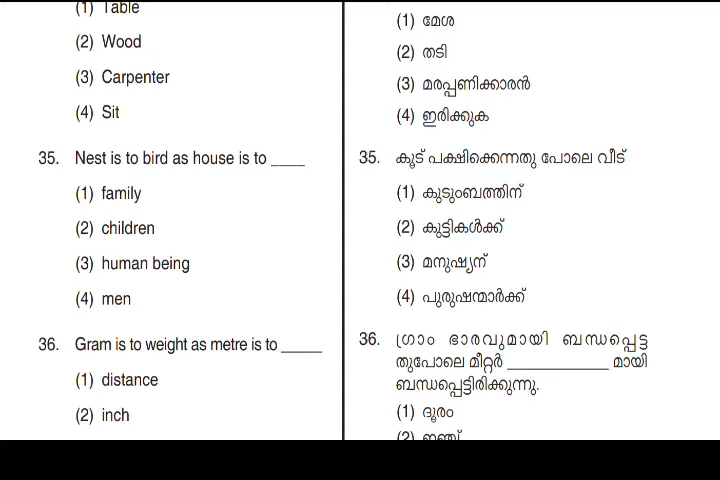 (1) Table
(2) Wood
(3) Carpenter
(4) Sit
35. Nest is to bird as house is to ____
(1) family
(2) children
(3) human being
(4) men
36. Gram is to weight as metre is to _____
(1) distance
(2) inch
(1) മേശ
(2) തടി
(3) മരപ്പണിക്കാരൻ
(4) ഇരിക്കുക
35. കൂട് പക്ഷിക്കെന്നതു പോലെ വീട്
(1) കുടുംബത്തിന്
(2) കുട്ടികൾക്ക്
(3) മനുഷ്യന്
(4) പുരുഷന്മാർക്ക്
36. ഗ്രാം ഭാരവുമായി ബന്ധപ്പെട്ട
തുപോലെ മീറ്റർ ____________ മായി
ബന്ധപ്പെട്ടിരിക്കുന്നു.
(1) ദൂരം
(2) ഇഞ്ച്